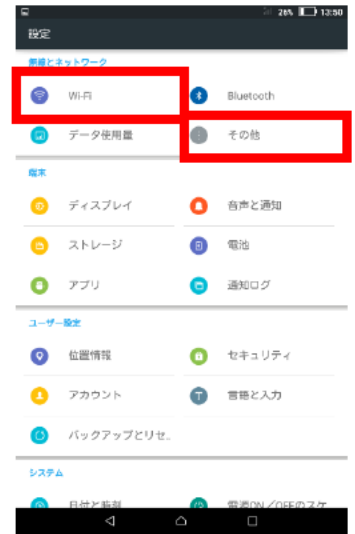 26% 13:50
設定
無線とネットワーク
Wi-Fi
Bluetooth
データ使用量
その他
端末
ディスプレイ
音声と通知
ストレージ
電池
アプリ
通知ログ
ユーザー設定
位置情報
セキュリティ
アカウント
言語と入力
バックアップとリセ..
システム
日付と時刻
電源ON/OFFのスケ